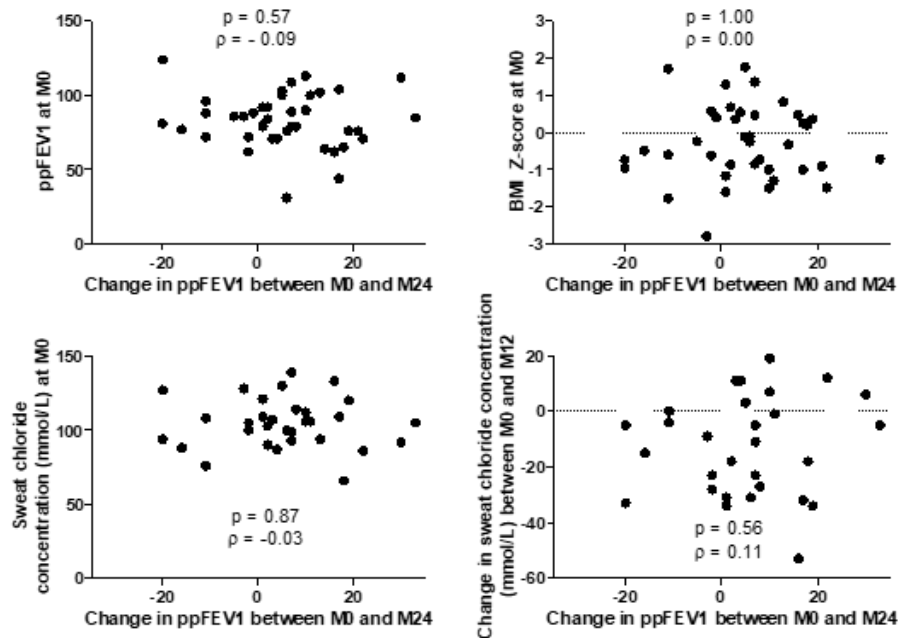 p = 0.57
ρ = - 0.09
150
100
50
0
ppFEV1 at M0
-20
0
20
Change in ppFEV1 between M0 and M24
p = 1.00
ρ = 0.00
3
2
1
0
-1
-2
-3
BMI Z-score at M0
-20
0
20
Change in ppFEV1 between M0 and M24
150
100
50
0
Sweat chloride
concentration (mmol/L) at M0
p = 0.87
ρ = -0.03
-20
0
20
Change in ppFEV1 between M0 and M24
20
0
-20
-40
-60
Change in sweat chloride concentration
(mmol/L) between M0 and M12
p = 0.56
ρ = 0.11
-20
0
20
Change in ppFEV1 between M0 and M24